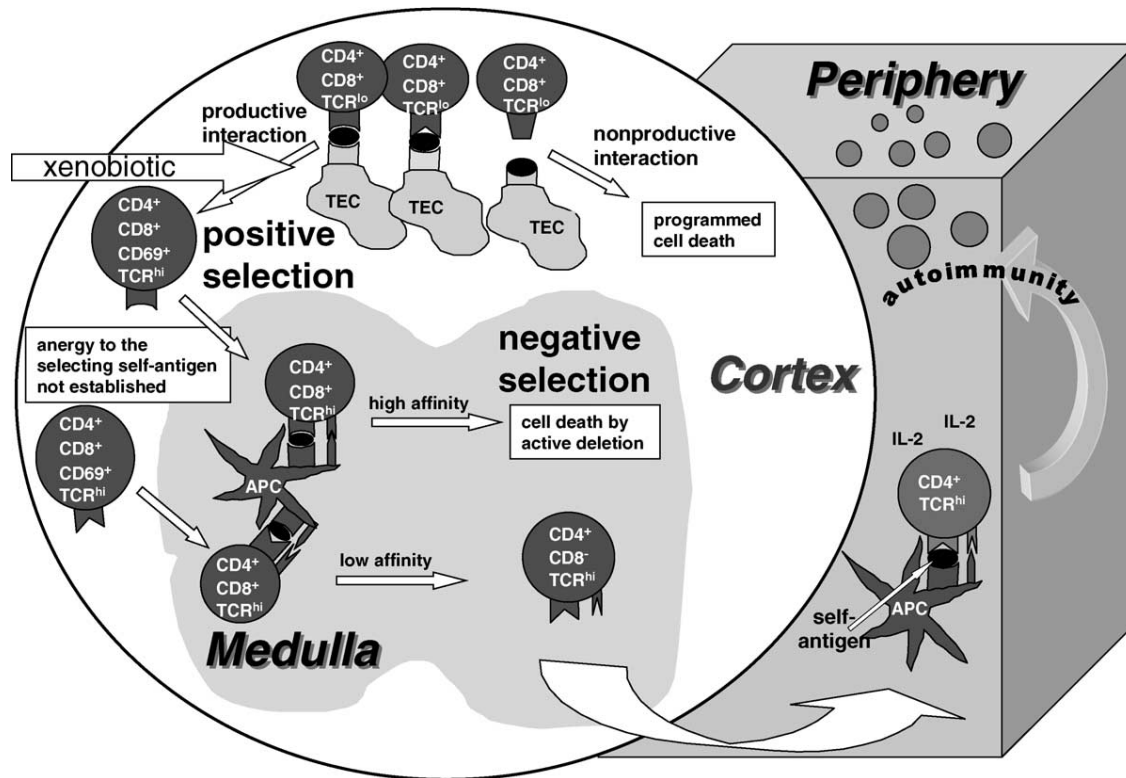 CD4⁺
CD8⁺
TCRˡᵒ
CD4⁺
CD8⁺
TCRˡᵒ
CD4⁺
CD8⁺
TCRˡᵒ
Periphery
productive
interaction
nonproductive
interaction
xenobiotic
TEC
TEC
TEC
programmed
cell death
CD4⁺
CD8⁺
CD69⁺
TCRʰⁱ
positive
selection
autoimmunity
anergy to the
selecting self-antigen
not established
CD4⁺
CD8⁺
TCRʰⁱ
negative
selection
Cortex
high affinity
cell death by
active deletion
CD4⁺
CD8⁺
CD69⁺
TCRʰⁱ
APC
IL-2
IL-2
CD4⁺
TCRʰⁱ
CD4⁺
CD8⁺
TCRʰⁱ
low affinity
CD4⁺
CD8⁻
TCRʰⁱ
APC
self-
antigen
Medulla